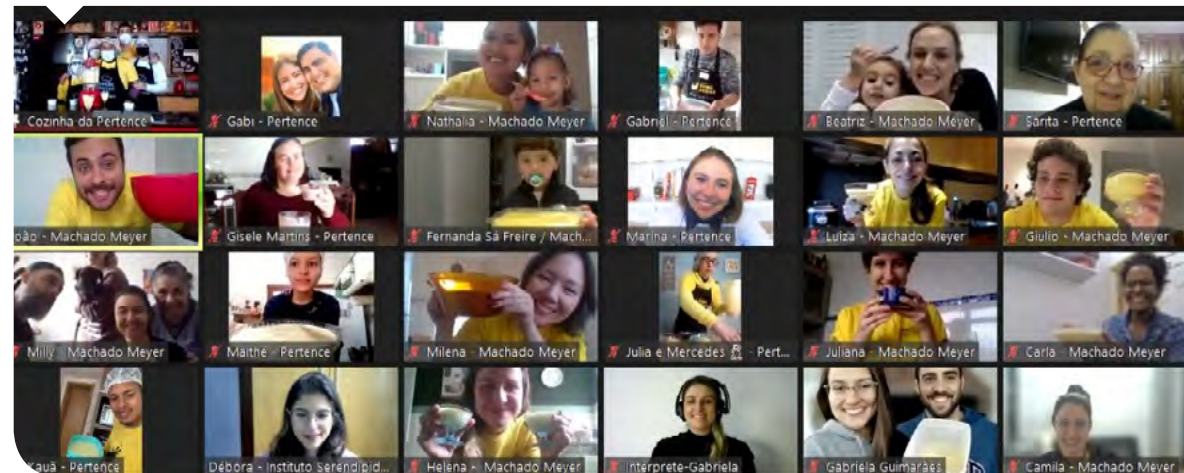 Cozinha da Pertence
Gabi - Pertence
Nathalia - Machado Meyer
Gabriel - Pertence
Beatriz - Machado Meyer
Sarita - Pertence
João - Machado Meyer
Gisele Martins - Pertence
Fernanda Sá Freire / Mach...
Marina - Pertence
Luiza - Machado Meyer
Giulio - Machado Meyer
Milly - Machado Meyer
Maithê - Pertence
Milena - Machado Meyer
Julia e Mercedes - Pert...
Juliana - Machado Meyer
Carla - Machado Meyer
Kauã - Pertence
Débora - Instituto Serendipid...
Helena - Machado Meyer
Interprete-Gabriela
Gabriela Guimarães
Camila - Machado Meyer